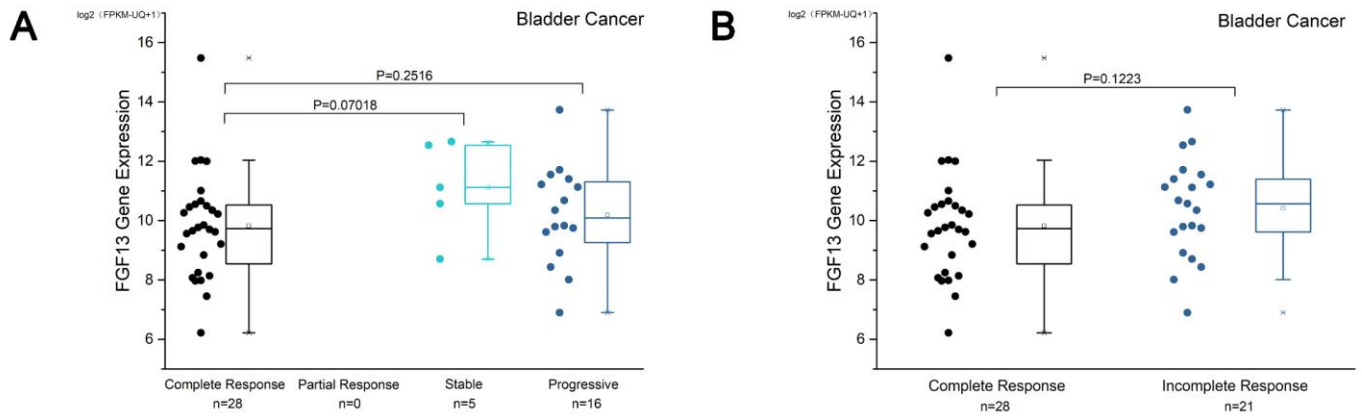 A
log2（FPKM-UQ+1）
Bladder Cancer
FGF13 Gene Expression
16
14
12
10
8
6
P=0.2516
P=0.07018
Complete Response Partial Response Stable Progressive
n=28 n=0 n=5 n=16
B
log2（FPKM-UQ+1）
Bladder Cancer
FGF13 Gene Expression
16
14
12
10
8
6
P=0.1223
Complete Response Incomplete Response
n=28 n=21